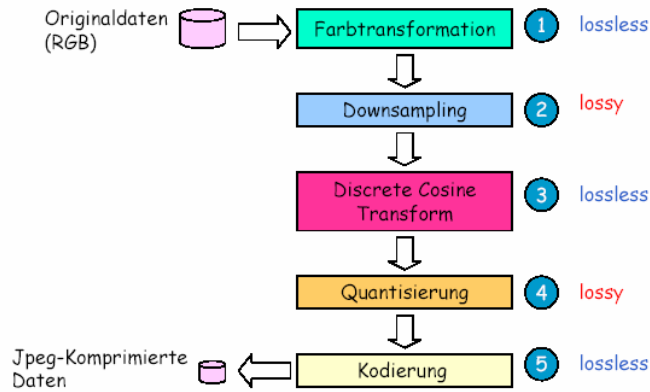 Originaldaten
(RGB)
Farbtransformation
1
lossless
Downsampling
2
lossy
Discrete Cosine
Transform
3
lossless
Quantisierung
4
lossy
Jpeg-Komprimierte
Daten
Kodierung
5
lossless